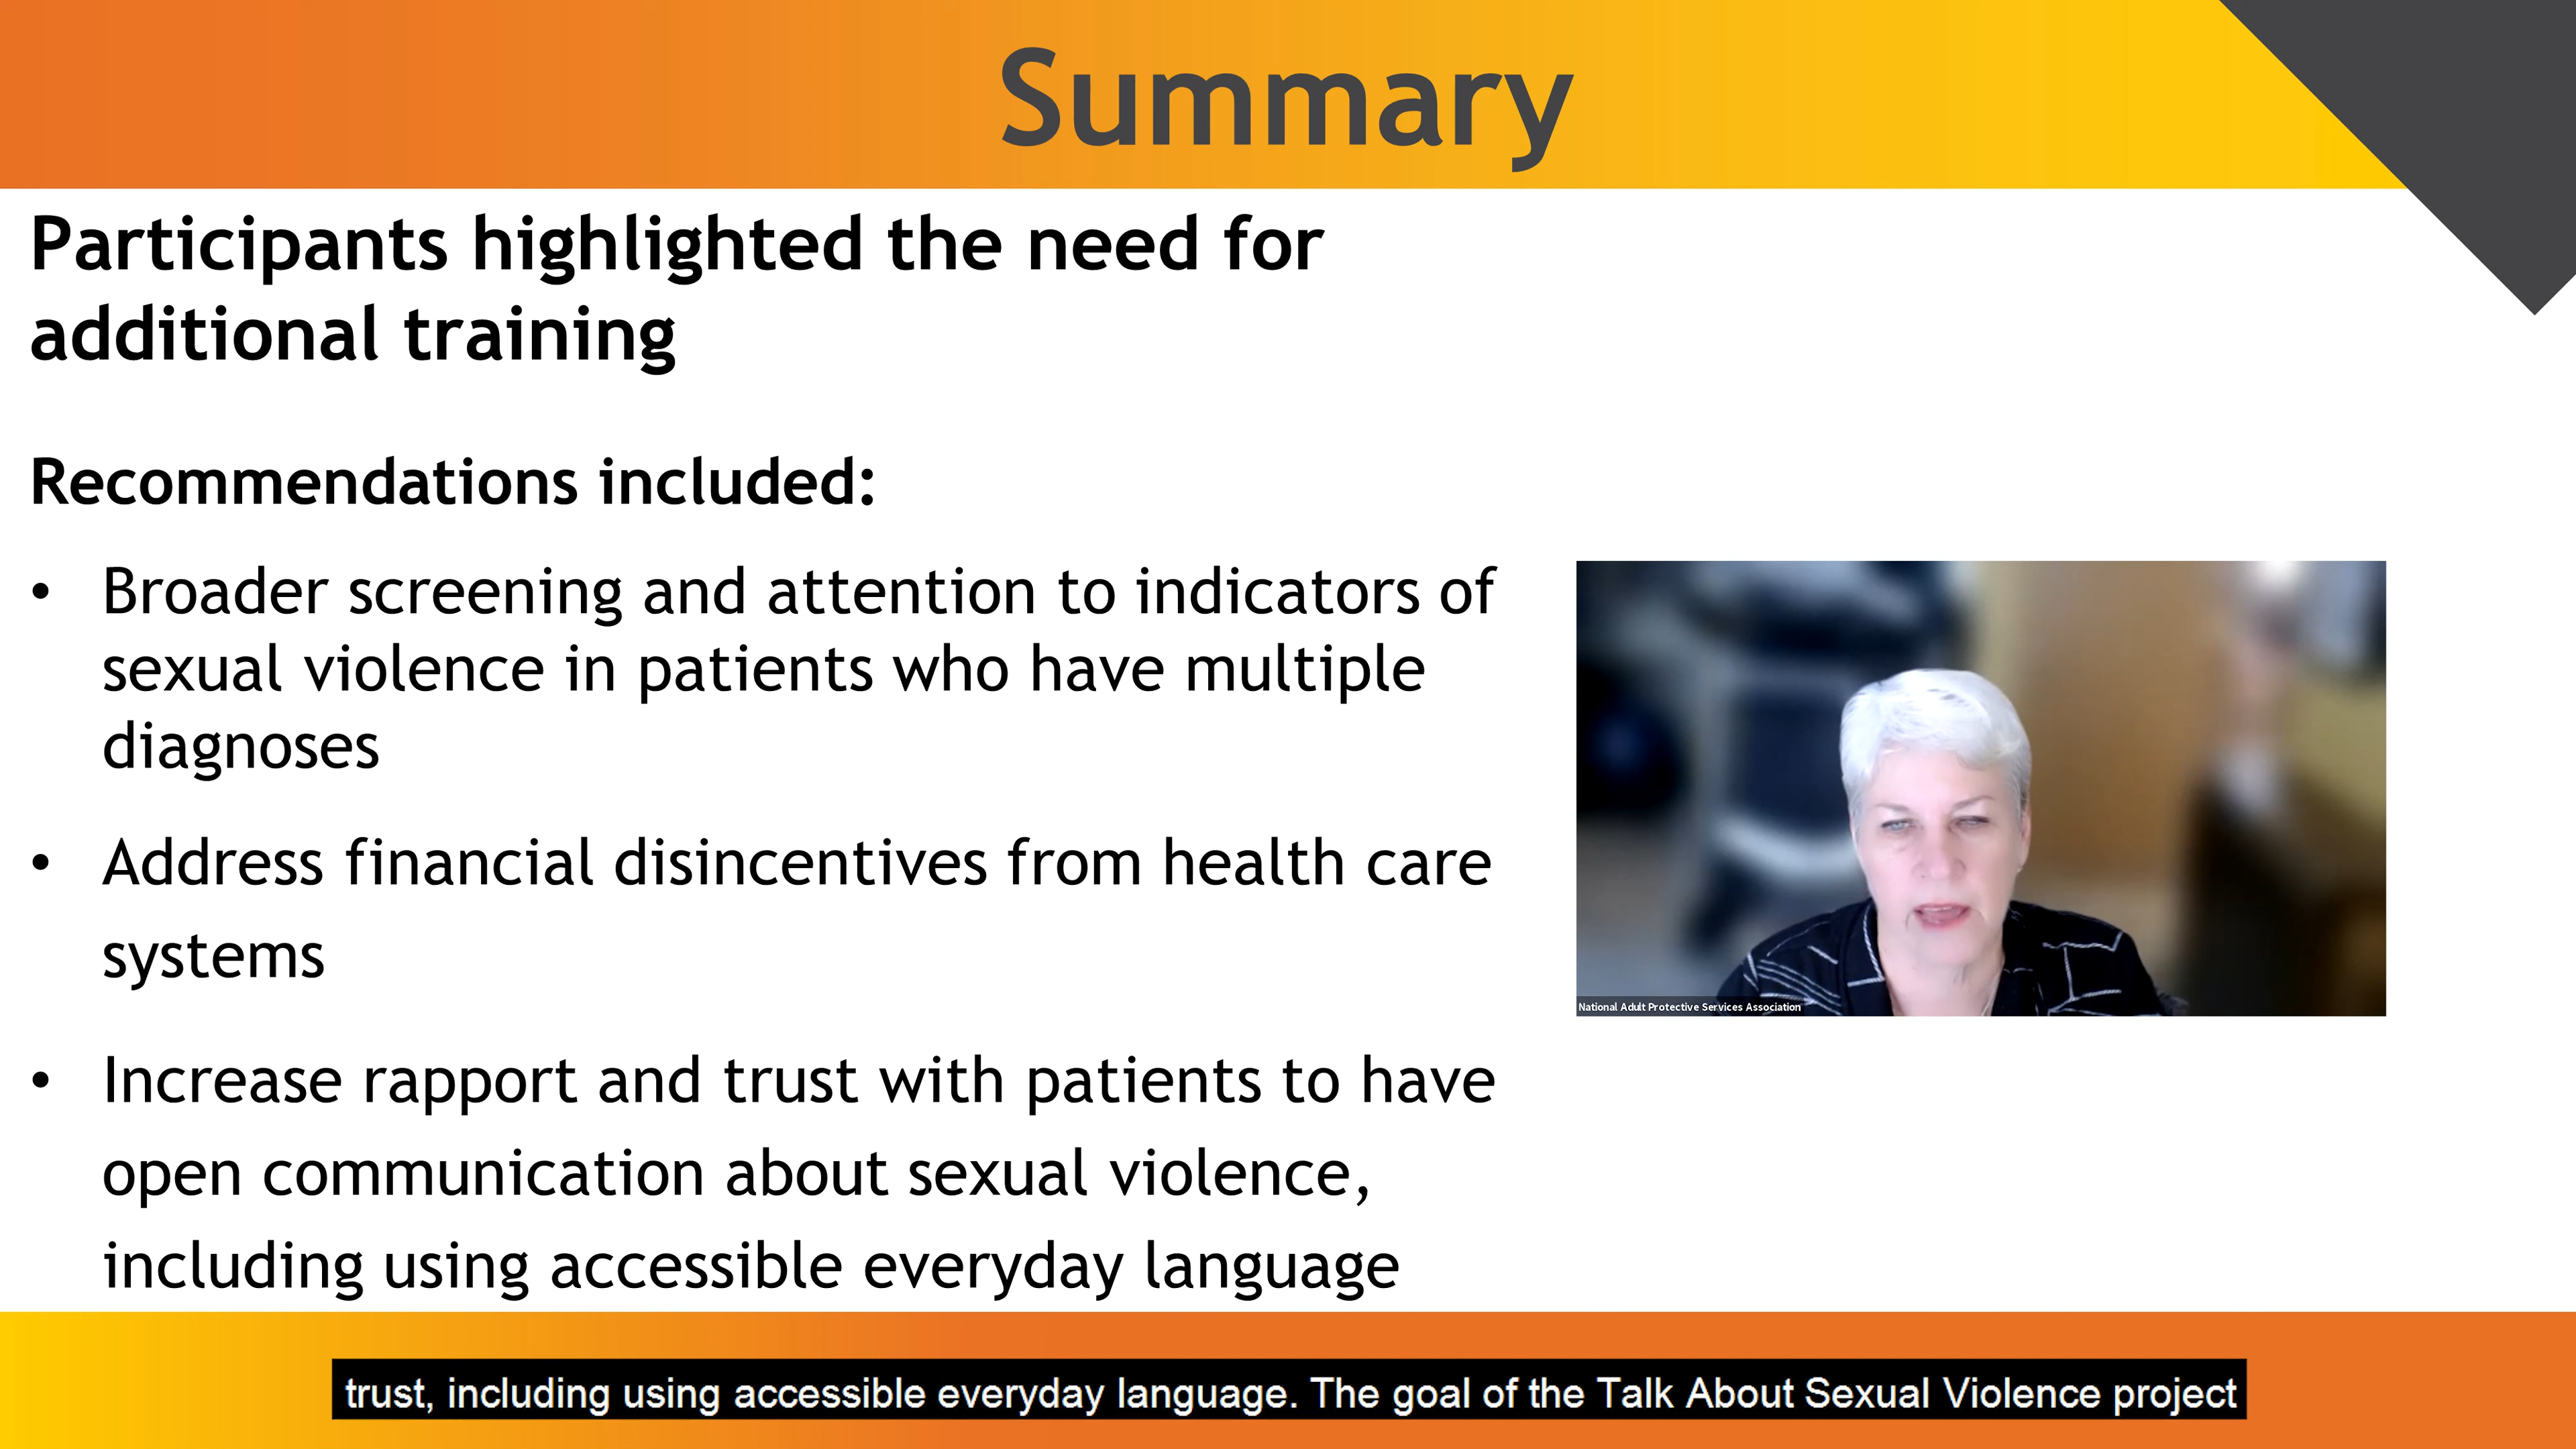 Summary
Participants highlighted the need for
additional training
Recommendations included:
• Broader screening and attention to indicators of
sexual violence in patients who have multiple
diagnoses
• Address financial disincentives from health care
systems
• Increase rapport and trust with patients to have
open communication about sexual violence,
including using accessible everyday language
National Adult Protective Services Association
trust, including using accessible everyday language. The goal of the Talk About Sexual Violence project